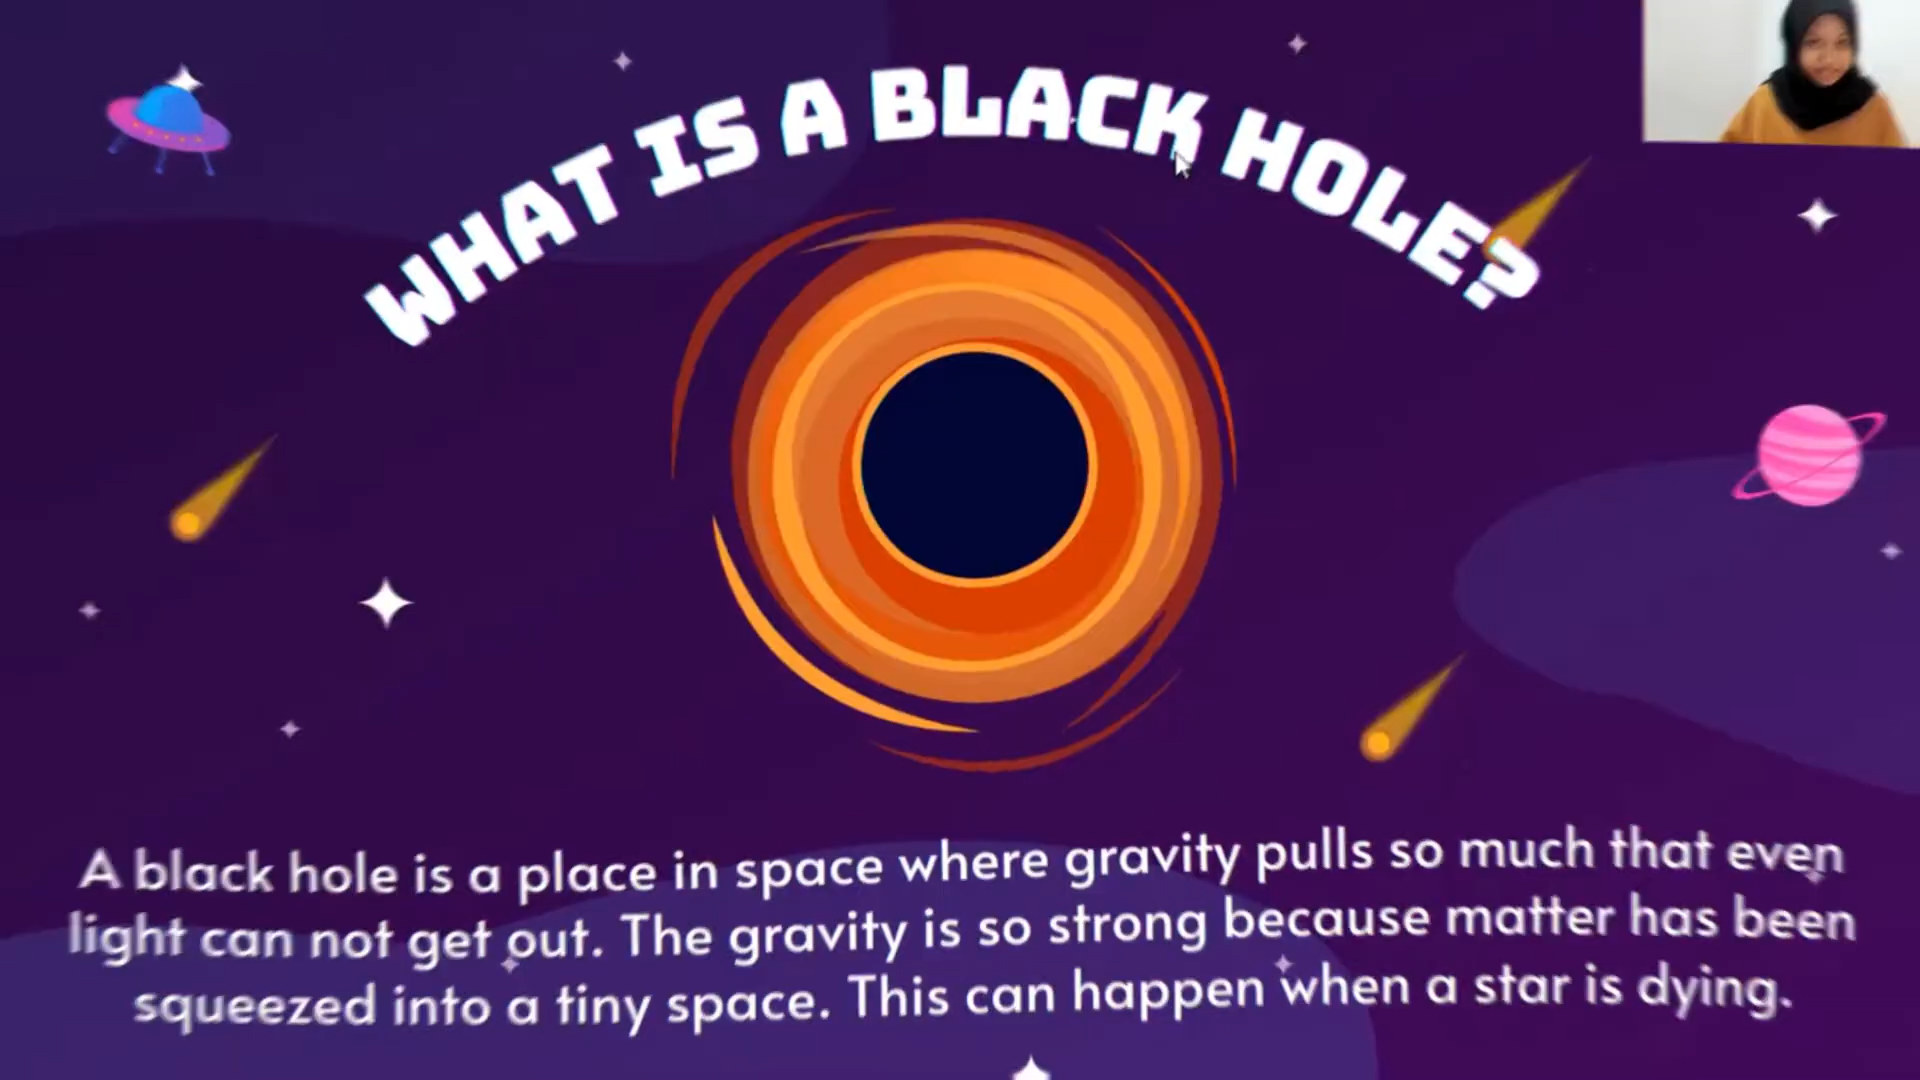 WHAT IS A BLACK HOLE?
A black hole is a place in space where gravity pulls so much that even
light can not get out. The gravity is so strong because matter has been
squeezed into a tiny space. This can happen when a star is dying.